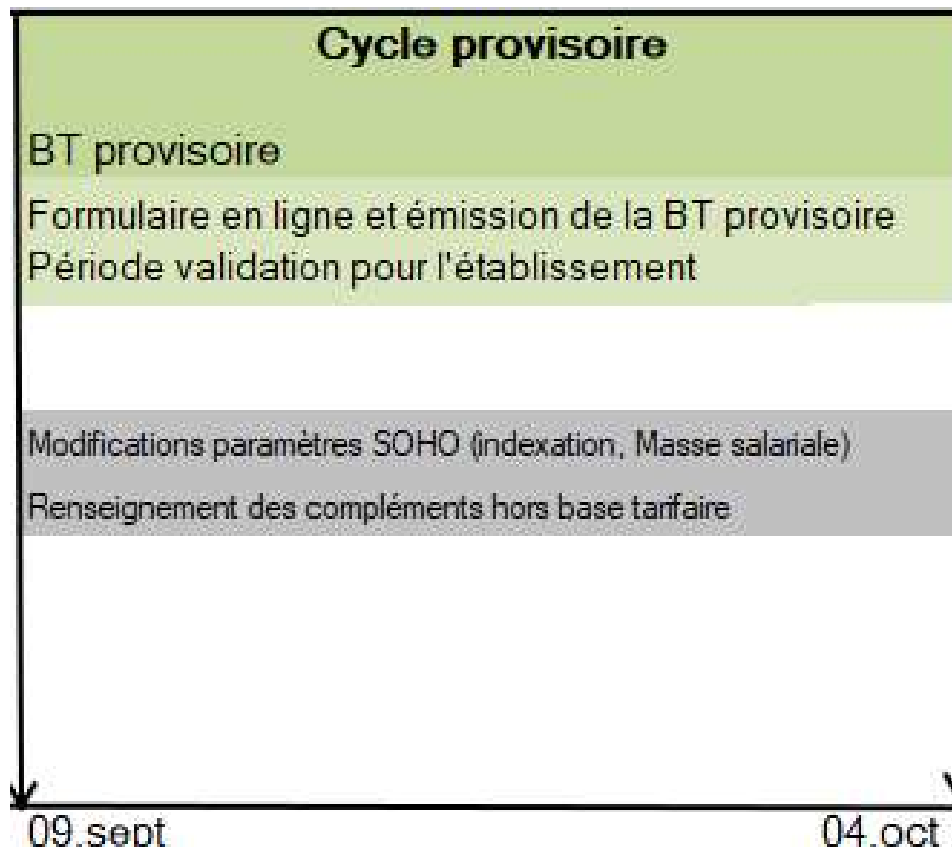 Cycle provisoire
BT provisoire
Formulaire en ligne et émission de la BT provisoire
Période validation pour l'établissement
Modifications paramètres SOHO (indexation, Masse salariale)
Renseignement des compléments hors base tarifaire
09.sept
04.oct